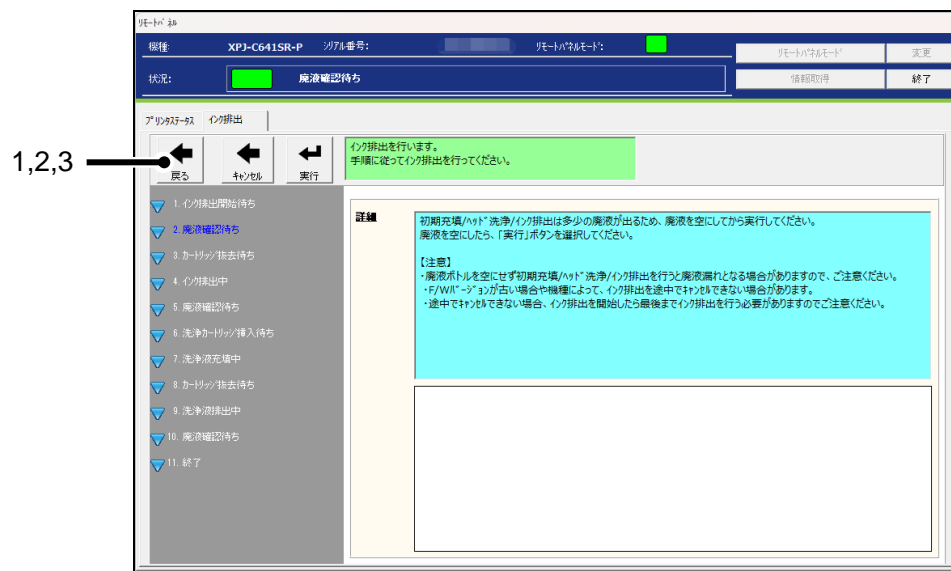 リモートパネル
機種: XPJ-C641SR-P シリアル番号: リモートパネルモード:
リモートパネルモード 変更
状況: 廃液確認待ち
情報取得 終了
プリンタステータス インク排出
1,2,3
戻る キャンセル 実行
インク排出を行います。
手順に従ってインク排出を行ってください。
1. インク排出開始待ち
2. 廃液確認待ち
3. カートリッジ抜去待ち
4. インク排出中
5. 廃液確認待ち
6. 洗浄カートリッジ挿入待ち
7. 洗浄液充填中
8. カートリッジ抜去待ち
9. 洗浄液排出中
10. 廃液確認待ち
11. 終了
詳細
初期充填/ヘッド洗浄/インク排出は多少の廃液が出るため、廃液を空にしてから実行してください。
廃液を空にしたら、「実行」ボタンを選択してください。
【注意】
・廃液ボトルを空にせず初期充填/ヘッド洗浄/インク排出を行うと廃液漏れとなる場合がありますので、ご注意ください。
・F/Wバージョンが古い場合や機種によって、インク排出を途中でキャンセルできない場合があります。
・途中でキャンセルできない場合、インク排出を開始したら最後までインク排出を行う必要がありますのでご注意ください。